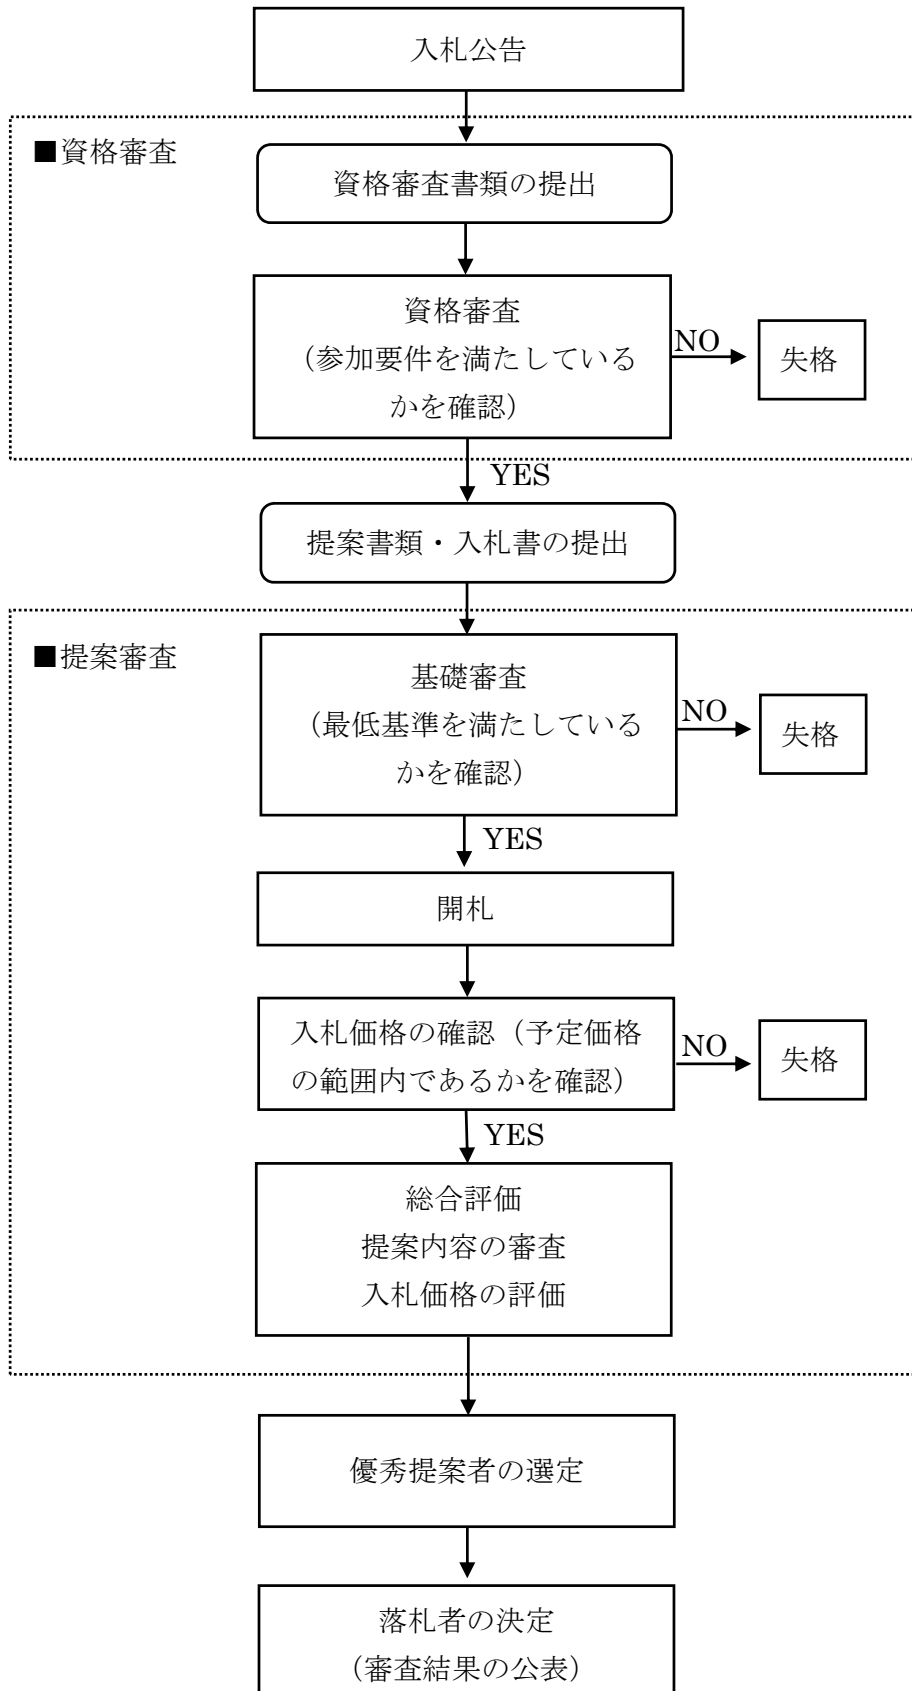 入札公告
■資格審査
資格審査書類の提出
資格審査
（参加要件を満たしている
かを確認）
NO
失格
YES
提案書類・入札書の提出
■提案審査
基礎審査
（最低基準を満たしている
かを確認）
NO
失格
YES
開札
入札価格の確認（予定価格
の範囲内であるかを確認）
NO
失格
YES
総合評価
提案内容の審査
入札価格の評価
優秀提案者の選定
落札者の決定
（審査結果の公表）